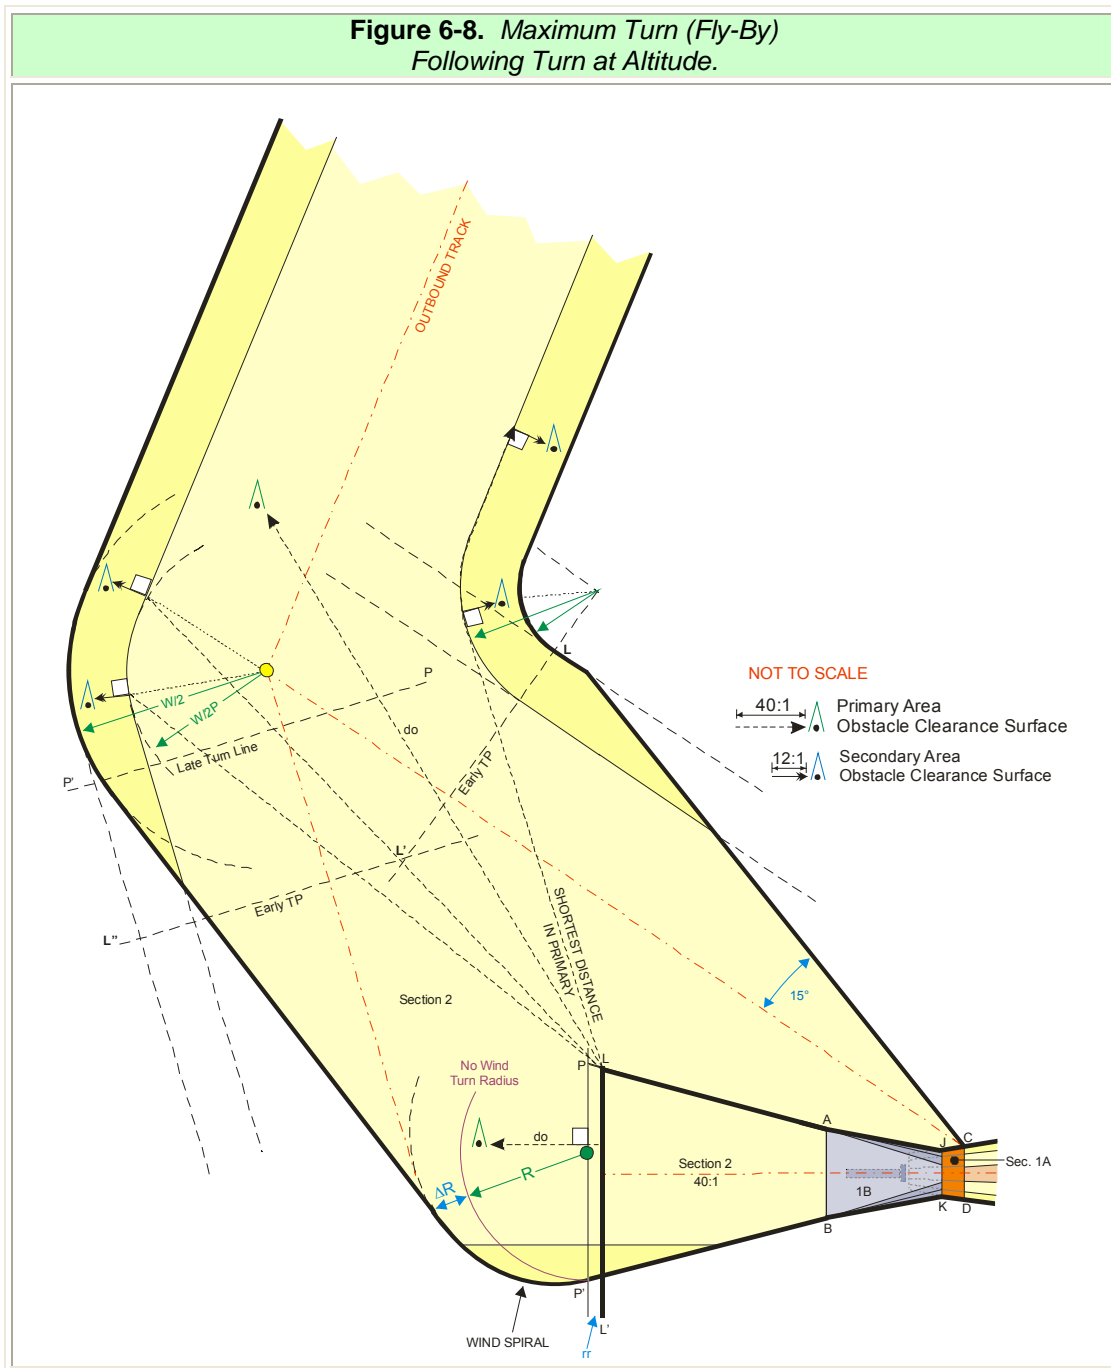 Figure 6-8. Maximum Turn (Fly-By)
Following Turn at Altitude.
OUTBOUND TRACK
L
P
W/2
W/2P
do
NOT TO SCALE
40:1
Primary Area
Obstacle Clearance Surface
12:1
Secondary Area
Obstacle Clearance Surface
Late Turn Line
Early TP
P'
L'
Early TP
L”
SHORTEST DISTANCE
IN PRIMARY
15°
Section 2
No Wind
Turn Radius
P
L
A
J
C
do
Section 2
40:1
Sec. 1A
R
ΔR
1B
K
D
B
P'
L'
WIND SPIRAL
rr